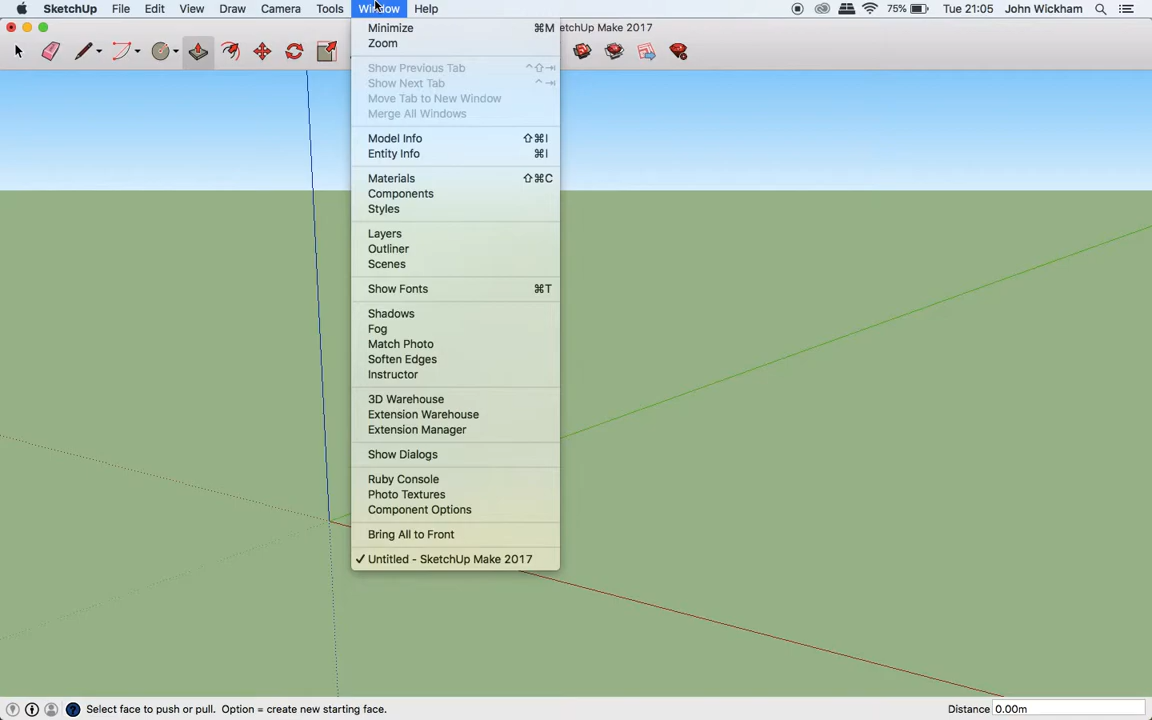 SketchUp File Edit View Draw Camera Tools Window Help 75% Tue 21:05 John Wickham
etchUp Make 2017
Minimize ⌘M
Zoom
Show Previous Tab ^⇧⇥
Show Next Tab ^⇥
Move Tab to New Window
Merge All Windows
Model Info ⇧⌘I
Entity Info ⌘I
Materials ⇧⌘C
Components
Styles
Layers
Outliner
Scenes
Show Fonts ⌘T
Shadows
Fog
Match Photo
Soften Edges
Instructor
3D Warehouse
Extension Warehouse
Extension Manager
Show Dialogs
Ruby Console
Photo Textures
Component Options
Bring All to Front
✓ Untitled - SketchUp Make 2017
Select face to push or pull. Option = create new starting face. Distance 0.00m